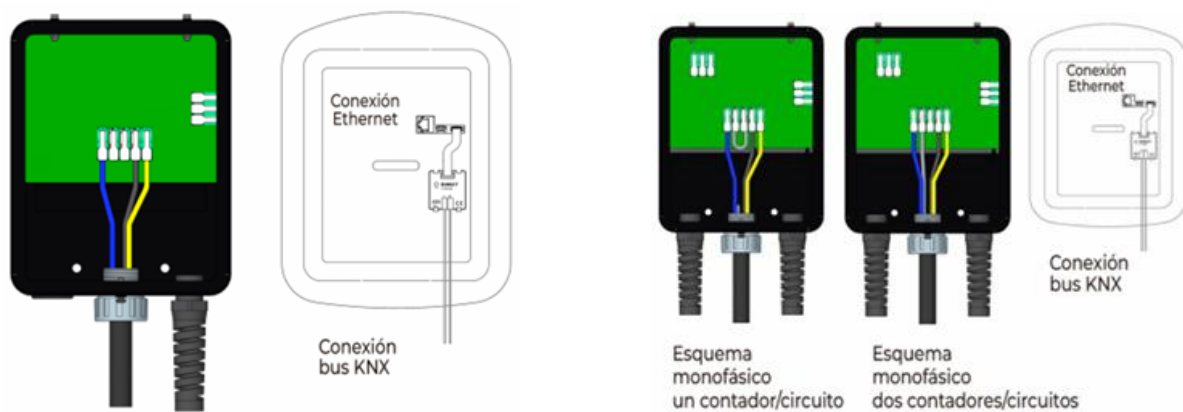 Conexión
Ethernet
Conexión
bus KNX
Conexión
Ethernet
Conexión
bus KNX
Esquema
monofásico
un contador/circuito
Esquema
monofásico
dos contadores/circuitos